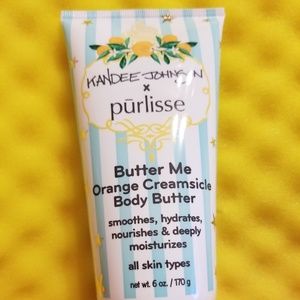 KANDEE JOHNSON
x
pūrlisse
Butter Me
Orange Creamsicle
Body Butter
smoothes, hydrates,
nourishes & deeply
moisturizes
all skin types
net wt. 6 oz. / 170 g